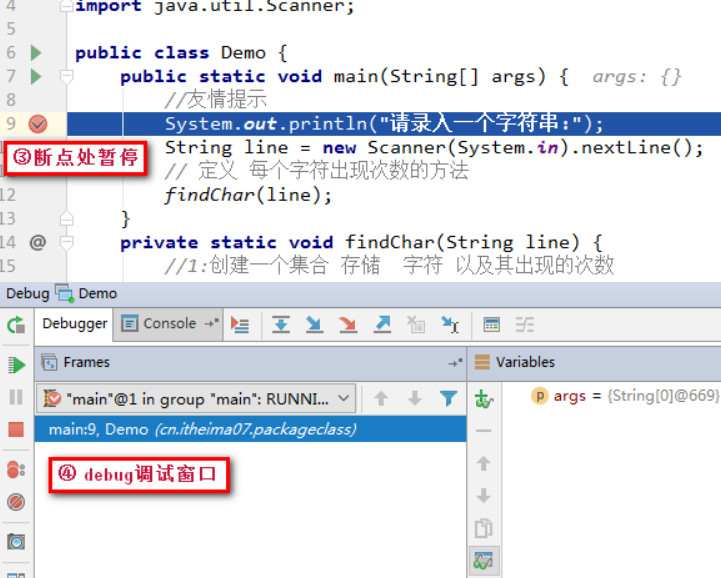 4 import java.util.Scanner;
5
6 public class Demo {
7 public static void main(String[] args) { args: {}
8 //友情提示
9 System.out.println("请录入一个字符串:");
③断点处暂停
String line = new Scanner(System.in).nextLine();
// 定义 每个字符出现次数的方法
12 findChar(line);
13 }
14 @ private static void findChar(String line) {
15 //1:创建一个集合 存储 字符 以及其出现的次数
Debug Demo
Debugger Console
Frames Variables
"main"@1 in group "main": RUNNI...
args = {String[0]@669}
main:9, Demo (cn.itheima07.packageclass)
④ debug调试窗口